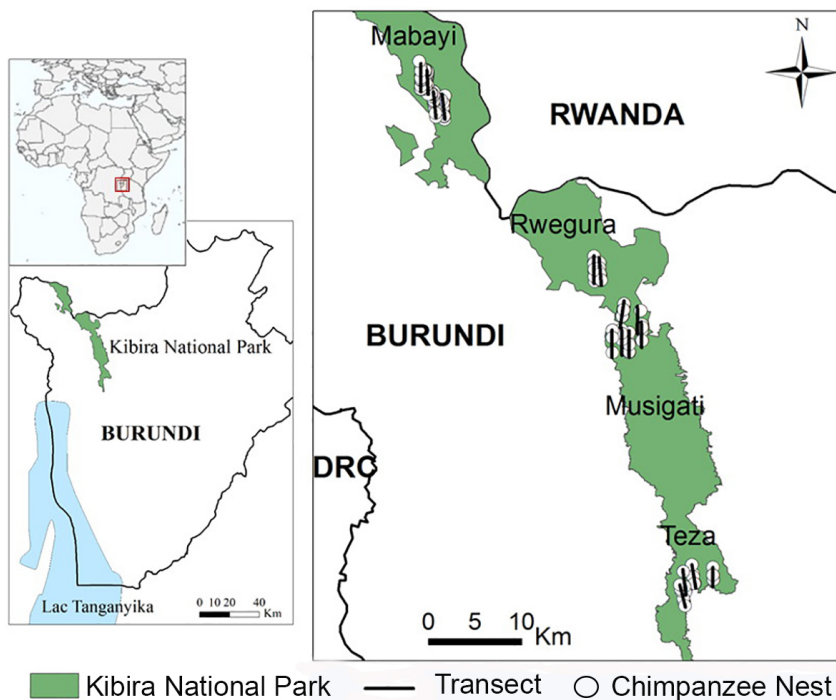 Kibira National Park
BURUNDI
Lac Tanganyika
0 10 20 40
Km
N
Mabayi
RWANDA
Rwegura
BURUNDI
Musigati
DRC
Teza
0 5 10
Km
Kibira National Park Transect Chimpanzee Nest